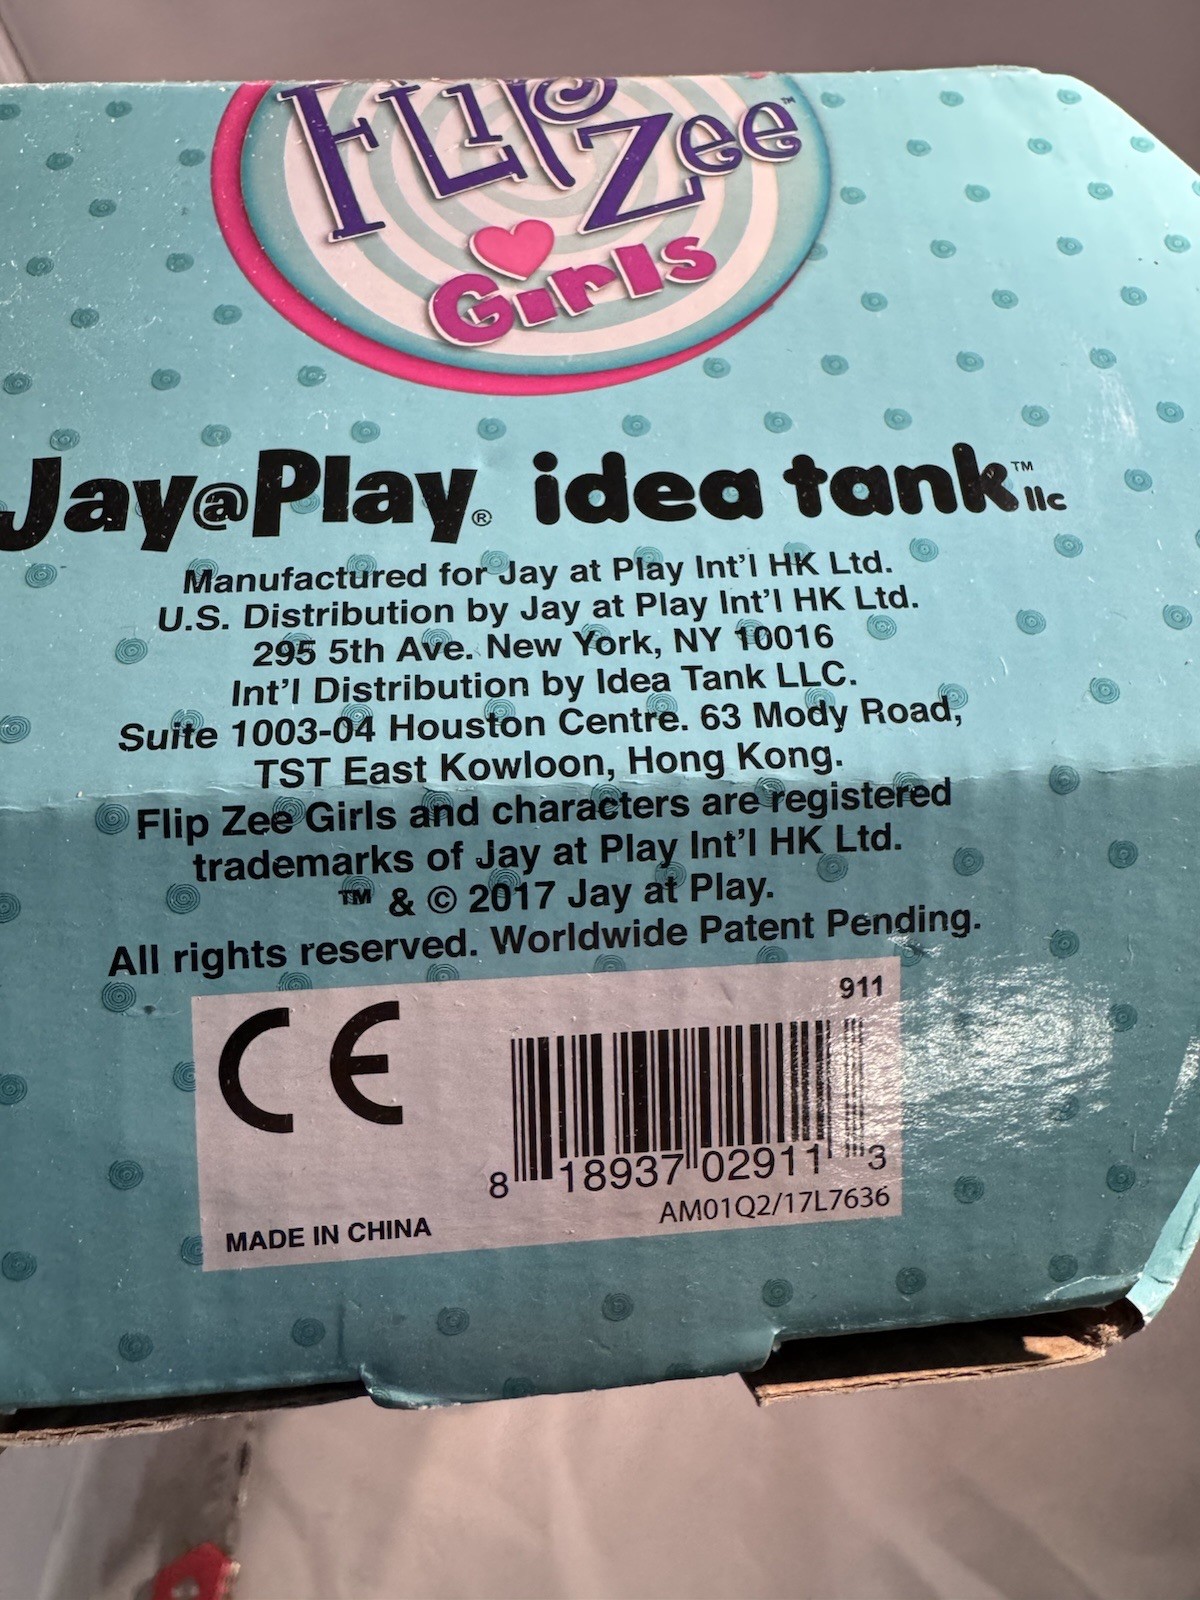 Flip
Zee™
Girls
Jay@Play® idea tank™ llc
Manufactured for Jay at Play Int'l HK Ltd.
U.S. Distribution by Jay at Play Int'l HK Ltd.
295 5th Ave. New York, NY 10016
Int'l Distribution by Idea Tank LLC.
Suite 1003-04 Houston Centre. 63 Mody Road,
TST East Kowloon, Hong Kong.
Flip Zee Girls and characters are registered
trademarks of Jay at Play Int'l HK Ltd.
™ & © 2017 Jay at Play.
All rights reserved. Worldwide Patent Pending.
911
CE
8 18937 02911 3
AM01Q2/17L7636
MADE IN CHINA